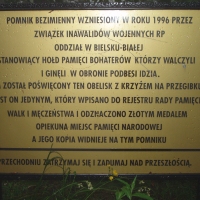 POMNIK BEZIMIENNY WZNIESIONY W ROKU 1996 PRZEZ
ZWIĄZEK INWALIDÓW WOJENNYCH RP
ODDZIAŁ W BIELSKU-BIAŁEJ
STANOWIĄCY HOŁD PAMIĘCI BOHATERÓW KTÓRZY WALCZYLI
I GINĘLI W OBRONIE PODBESKIDZIA.
ZOSTAŁ POŚWIĘCONY TEN OBELISK Z KRZYŻEM NA PRZEGIBKU
JEST ON JEDYNYM, KTÓRY WPISANO DO REJESTRU RADY PAMIĘCI
WALK I MĘCZEŃSTWA I ODZNACZONO ZŁOTYM MEDALEM
OPIEKUNA MIEJSC PAMIĘCI NARODOWEJ
A JEGO KOPIA WIDNIEJE NA TYM POMNIKU
PRZECHODNIU ZATRZYMAJ SIĘ I ZADUMAJ NAD PRZESZŁOŚCIĄ.